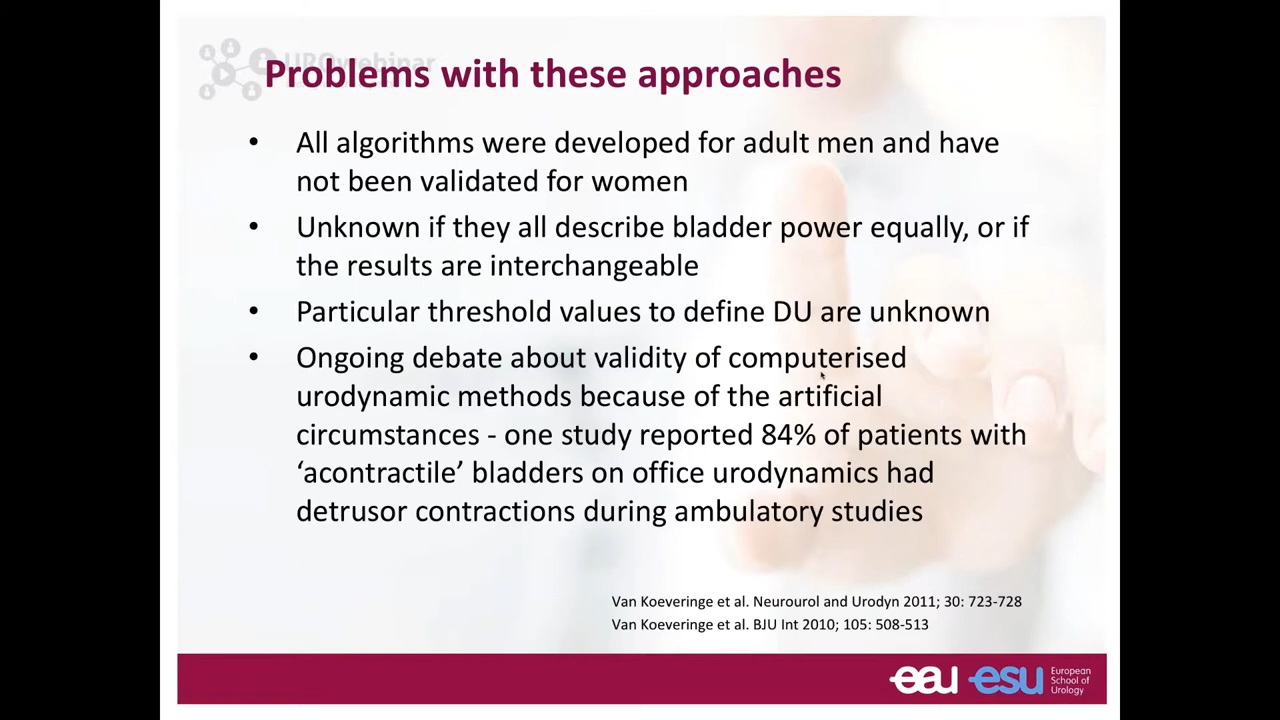 UROwebinar
Problems with these approaches
• All algorithms were developed for adult men and have
not been validated for women
• Unknown if they all describe bladder power equally, or if
the results are interchangeable
• Particular threshold values to define DU are unknown
• Ongoing debate about validity of computerised
urodynamic methods because of the artificial
circumstances - one study reported 84% of patients with
‘acontractile’ bladders on office urodynamics had
detrusor contractions during ambulatory studies
Van Koeveringe et al. Neurourol and Urodyn 2011; 30: 723-728
Van Koeveringe et al. BJU Int 2010; 105: 508-513
eau esu European
School of
Urology